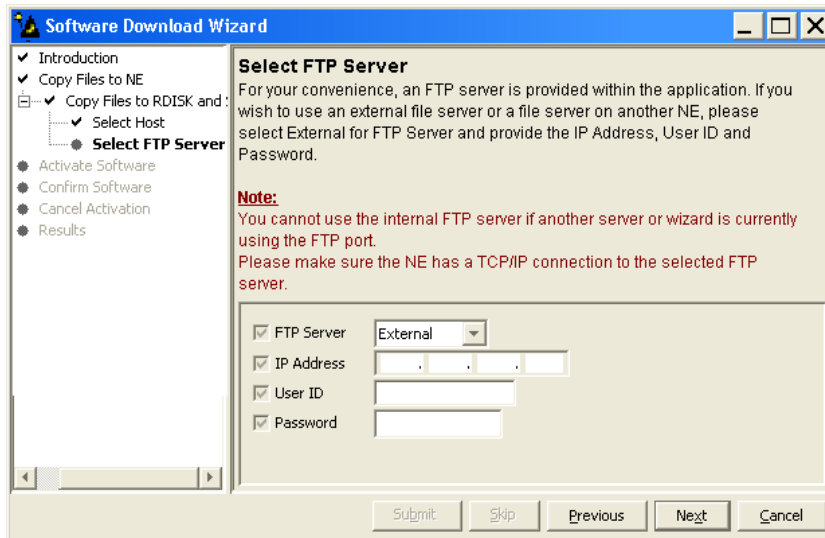 Software Download Wizard
Introduction
Copy Files to NE
Copy Files to RDISK and
Select Host
Select FTP Server
Activate Software
Confirm Software
Cancel Activation
Results
Select FTP Server
For your convenience, an FTP server is provided within the application. If you
wish to use an external file server or a file server on another NE, please
select External for FTP Server and provide the IP Address, User ID and
Password.
Note:
You cannot use the internal FTP server if another server or wizard is currently
using the FTP port.
Please make sure the NE has a TCP/IP connection to the selected FTP
server.
FTP Server External
IP Address . . .
User ID
Password
Submit Skip Previous Next Cancel